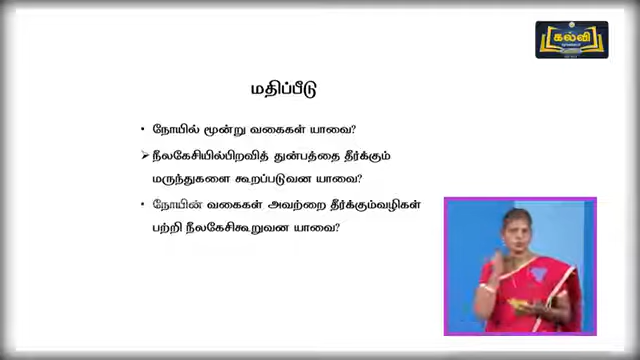 கல்வி
மதிப்பீடு
• நோயில் மூன்று வகைகள் யாவை?
➢ நீலகேசியில்பிறவித் துன்பத்தை தீர்க்கும்
மருந்துகளை கூறப்படுவன யாவை?
• நோயின் வகைகள் அவற்றை தீர்க்கும்வழிகள்
பற்றி நீலகேசிகூறுவன யாவை?